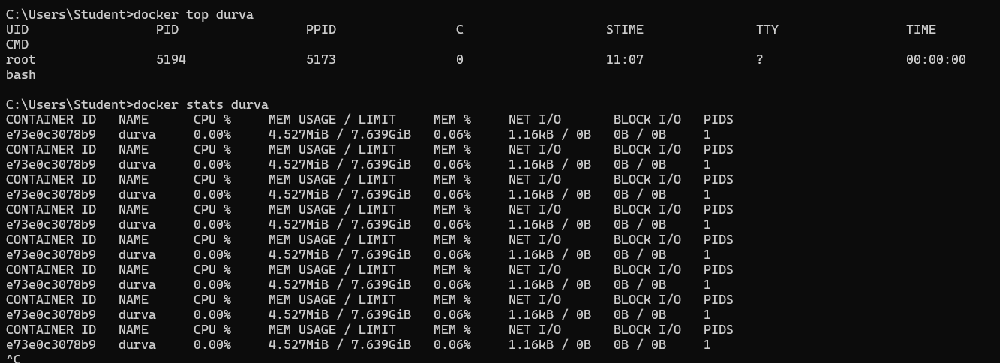 C:\Users\Student>docker top durva
UID                 PID                 PPID                C                   STIME               TTY                 TIME
CMD
root                5194                5173                0                   11:07               ?                   00:00:00
bash

C:\Users\Student>docker stats durva
CONTAINER ID   NAME      CPU %     MEM USAGE / LIMIT     MEM %     NET I/O       BLOCK I/O   PIDS
e73e0c3078b9   durva     0.00%     4.527MiB / 7.639GiB   0.06%     1.16kB / 0B   0B / 0B     1
CONTAINER ID   NAME      CPU %     MEM USAGE / LIMIT     MEM %     NET I/O       BLOCK I/O   PIDS
e73e0c3078b9   durva     0.00%     4.527MiB / 7.639GiB   0.06%     1.16kB / 0B   0B / 0B     1
CONTAINER ID   NAME      CPU %     MEM USAGE / LIMIT     MEM %     NET I/O       BLOCK I/O   PIDS
e73e0c3078b9   durva     0.00%     4.527MiB / 7.639GiB   0.06%     1.16kB / 0B   0B / 0B     1
CONTAINER ID   NAME      CPU %     MEM USAGE / LIMIT     MEM %     NET I/O       BLOCK I/O   PIDS
e73e0c3078b9   durva     0.00%     4.527MiB / 7.639GiB   0.06%     1.16kB / 0B   0B / 0B     1
CONTAINER ID   NAME      CPU %     MEM USAGE / LIMIT     MEM %     NET I/O       BLOCK I/O   PIDS
e73e0c3078b9   durva     0.00%     4.527MiB / 7.639GiB   0.06%     1.16kB / 0B   0B / 0B     1
CONTAINER ID   NAME      CPU %     MEM USAGE / LIMIT     MEM %     NET I/O       BLOCK I/O   PIDS
e73e0c3078b9   durva     0.00%     4.527MiB / 7.639GiB   0.06%     1.16kB / 0B   0B / 0B     1
CONTAINER ID   NAME      CPU %     MEM USAGE / LIMIT     MEM %     NET I/O       BLOCK I/O   PIDS
e73e0c3078b9   durva     0.00%     4.527MiB / 7.639GiB   0.06%     1.16kB / 0B   0B / 0B     1
CONTAINER ID   NAME      CPU %     MEM USAGE / LIMIT     MEM %     NET I/O       BLOCK I/O   PIDS
e73e0c3078b9   durva     0.00%     4.527MiB / 7.639GiB   0.06%     1.16kB / 0B   0B / 0B     1
^C